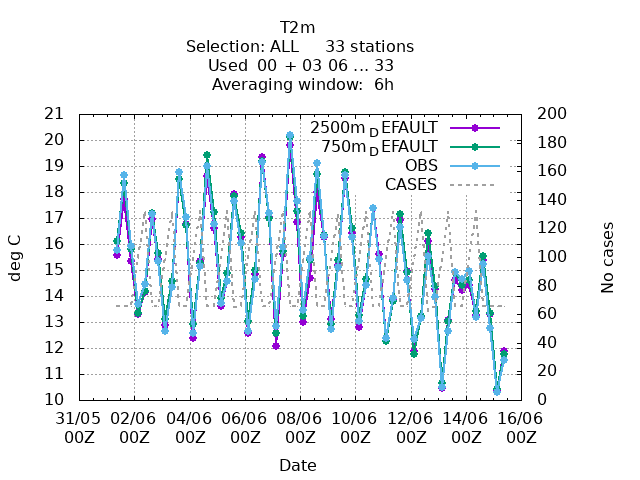 T2m
Selection: ALL 33 stations
Used 00 + 03 06 ... 33
Averaging window: 6h
21 200
20 180
19 160
18 140
17 120
16 100
15 80
14 60
13 40
12 20
11 0
10
deg C
No cases
2500m DEFAULT
750m DEFAULT
OBS
CASES
31/05 02/06 04/06 06/06 08/06 10/06 12/06 14/06 16/06
00Z 00Z 00Z 00Z 00Z 00Z 00Z 00Z 00Z
Date